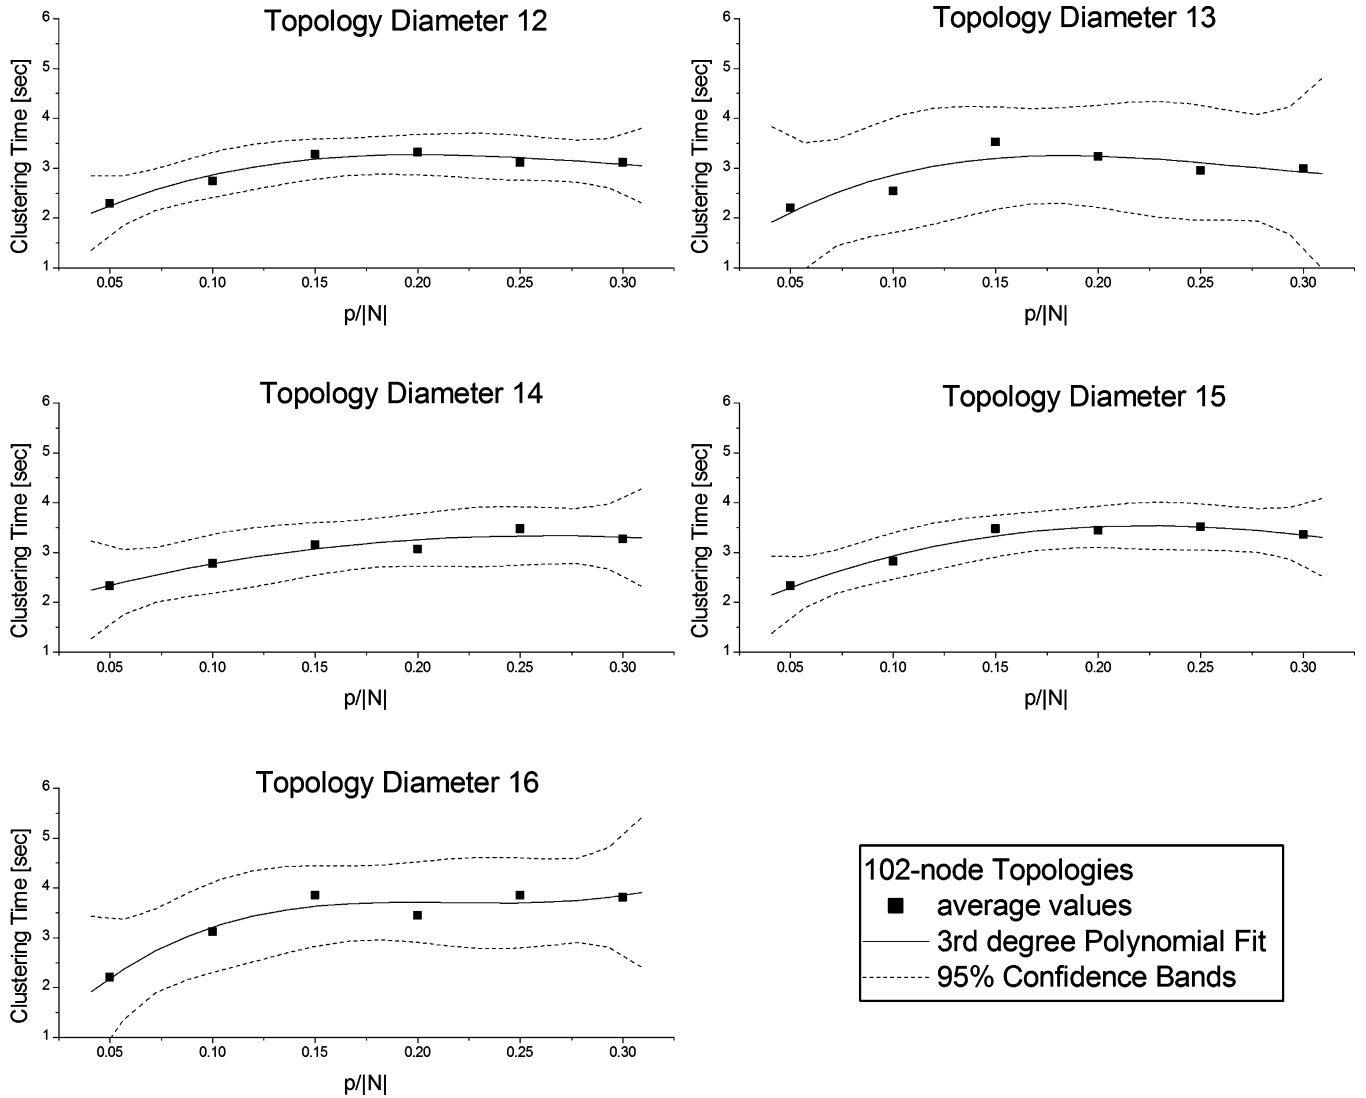 Topology Diameter 12
Clustering Time [sec]
6
5
4
3
2
1
0.05 0.10 0.15 0.20 0.25 0.30
p/|N|
Topology Diameter 13
Clustering Time [sec]
6
5
4
3
2
1
0.05 0.10 0.15 0.20 0.25 0.30
p/|N|
Topology Diameter 14
Clustering Time [sec]
6
5
4
3
2
1
0.05 0.10 0.15 0.20 0.25 0.30
p/|N|
Topology Diameter 15
Clustering Time [sec]
6
5
4
3
2
1
0.05 0.10 0.15 0.20 0.25 0.30
p/|N|
Topology Diameter 16
Clustering Time [sec]
6
5
4
3
2
1
0.05 0.10 0.15 0.20 0.25 0.30
p/|N|
102-node Topologies
average values
3rd degree Polynomial Fit
95% Confidence Bands